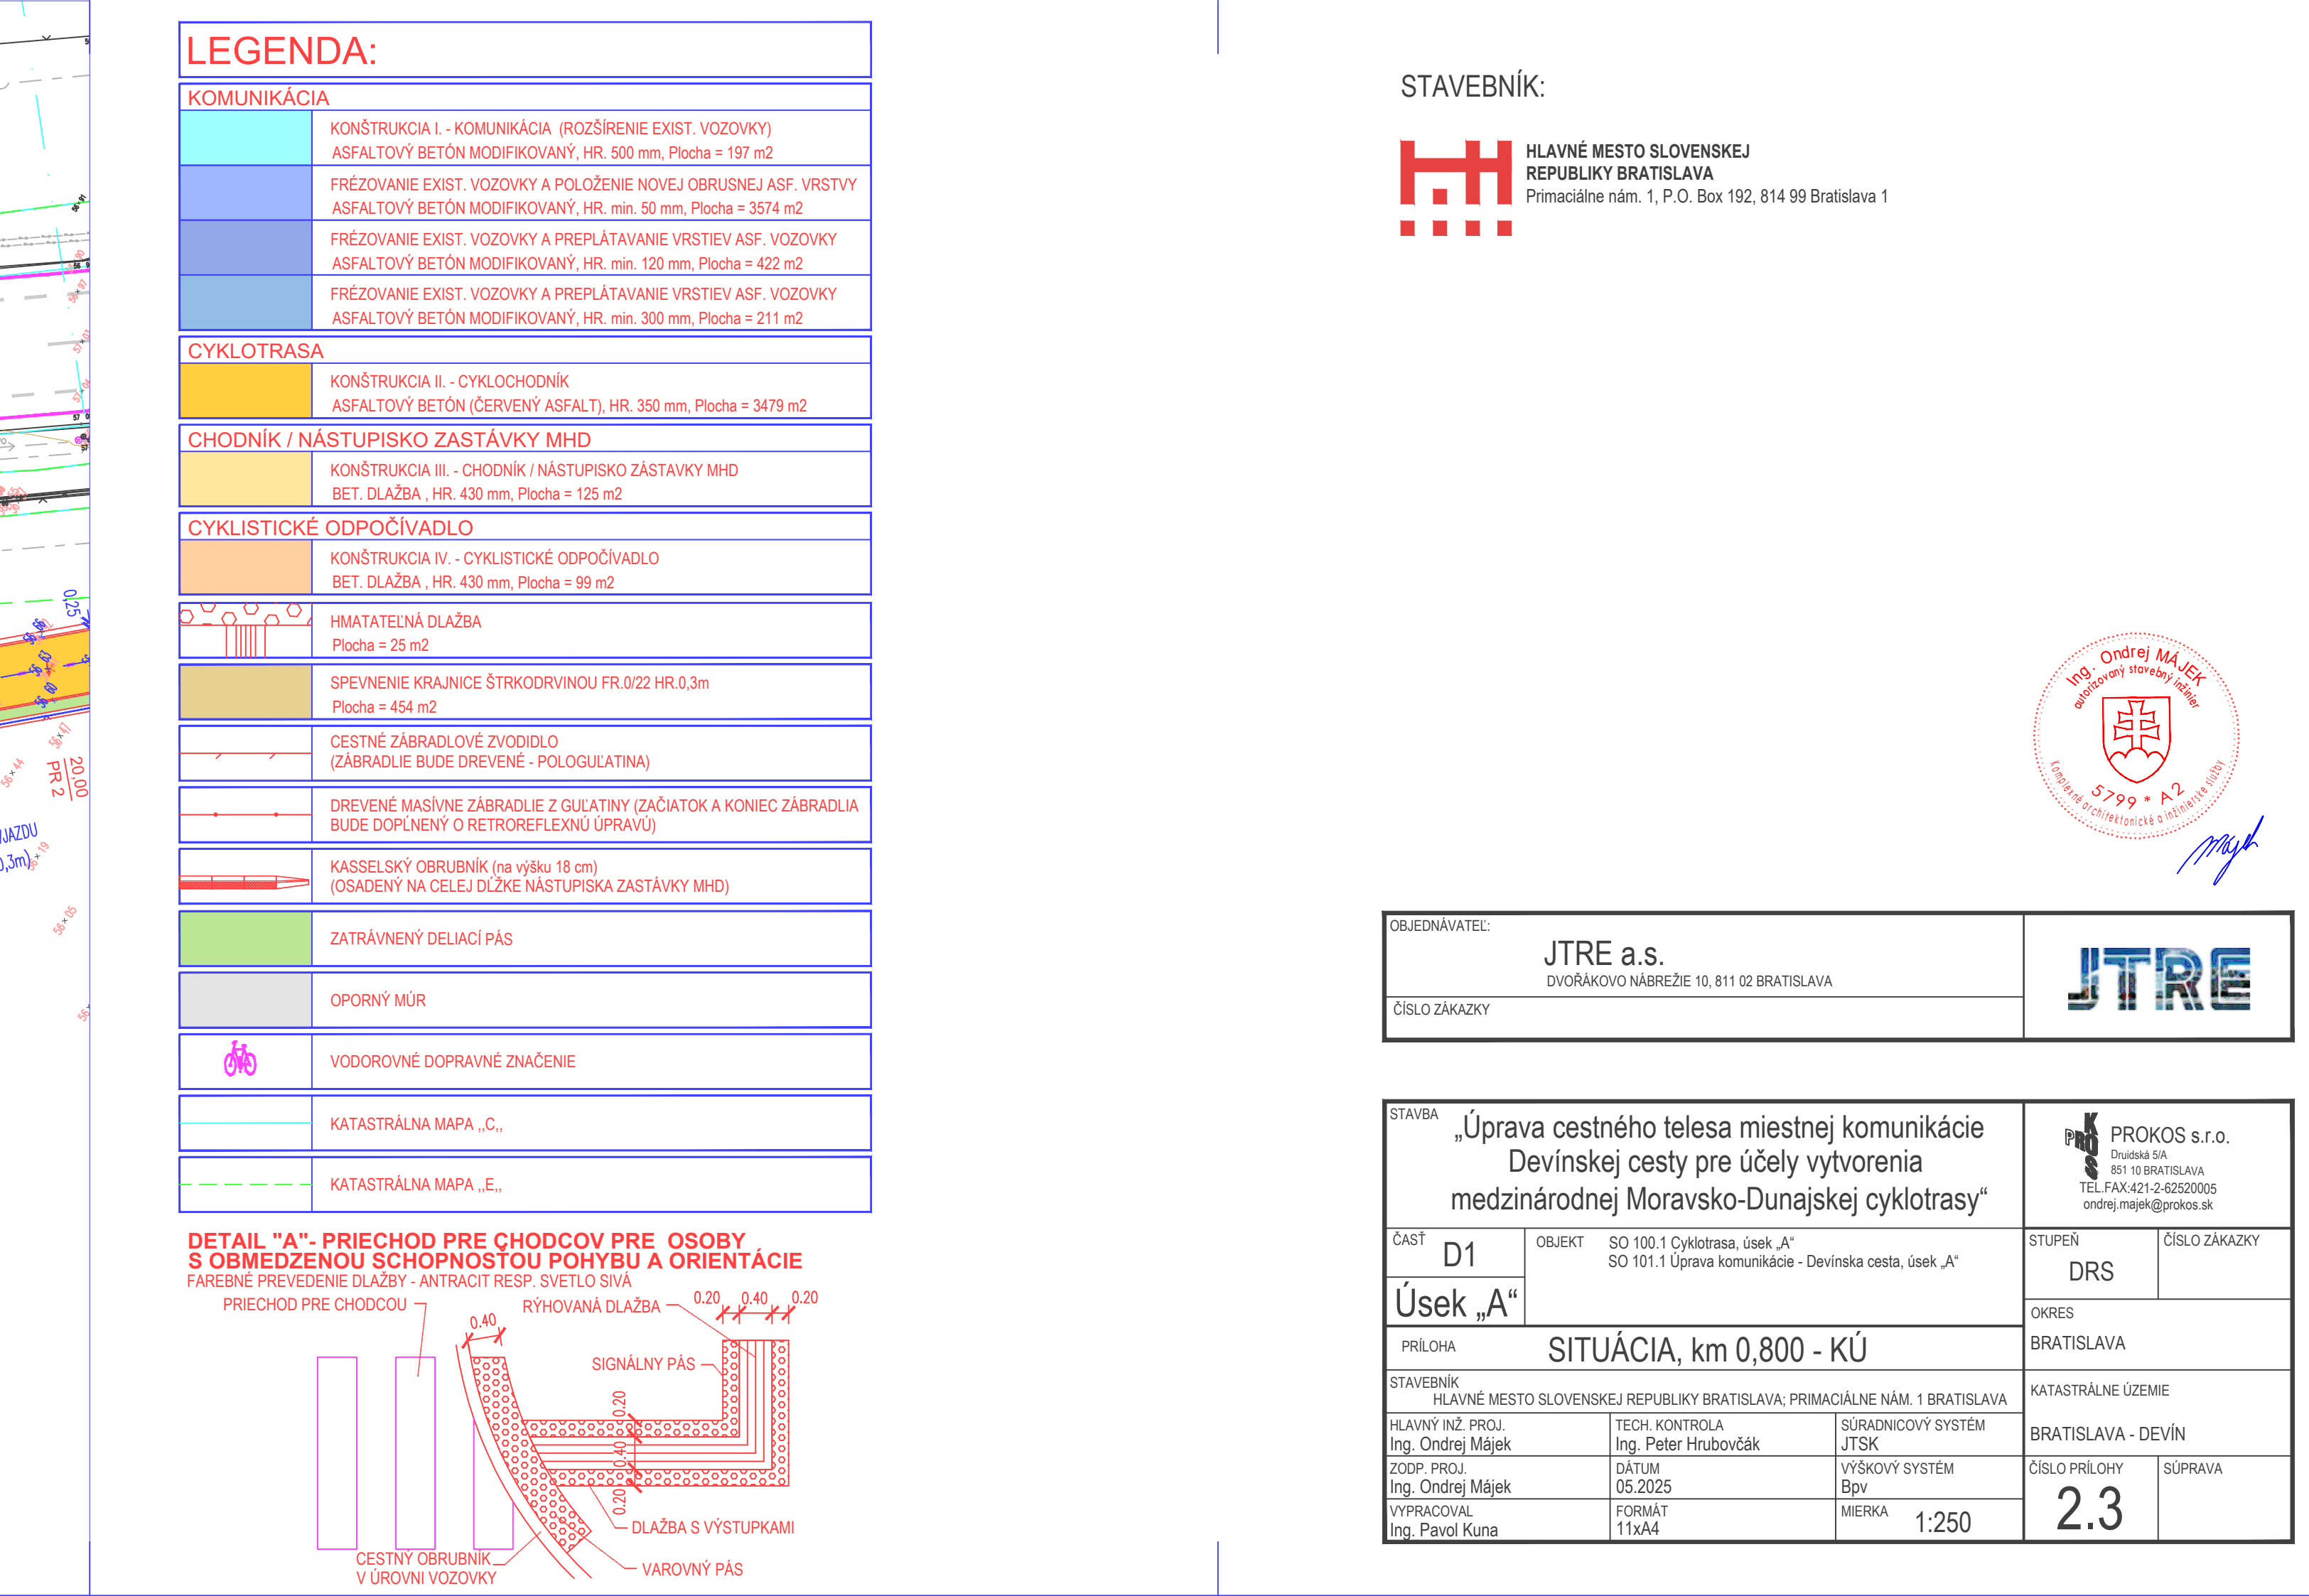 LEGENDA:
KOMUNIKÁCIA
KONŠTRUKCIA I. - KOMUNIKÁCIA (ROZŠÍRENIE EXIST. VOZOVKY)
ASFALTOVÝ BETÓN MODIFIKOVANÝ, HR. 500 mm, Plocha = 197 m2
FRÉZOVANIE EXIST. VOZOVKY A POLOŽENIE NOVEJ OBRUSNEJ ASF. VRSTVY
ASFALTOVÝ BETÓN MODIFIKOVANÝ, HR. min. 50 mm, Plocha = 3574 m2
FRÉZOVANIE EXIST. VOZOVKY A PREPLÁTAVANIE VRSTIEV ASF. VOZOVKY
ASFALTOVÝ BETÓN MODIFIKOVANÝ, HR. min. 120 mm, Plocha = 422 m2
FRÉZOVANIE EXIST. VOZOVKY A PREPLÁTAVANIE VRSTIEV ASF. VOZOVKY
ASFALTOVÝ BETÓN MODIFIKOVANÝ, HR. min. 300 mm, Plocha = 211 m2
CYKLOTRASA
KONŠTRUKCIA II. - CYKLOCHODNÍK
ASFALTOVÝ BETÓN (ČERVENÝ ASFALT), HR. 350 mm, Plocha = 3479 m2
CHODNÍK / NÁSTUPISKO ZASTÁVKY MHD
KONŠTRUKCIA III. - CHODNÍK / NÁSTUPISKO ZÁSTAVKY MHD
BET. DLAŽBA , HR. 430 mm, Plocha = 125 m2
CYKLISTICKÉ ODPOČÍVADLO
KONŠTRUKCIA IV. - CYKLISTICKÉ ODPOČÍVADLO
BET. DLAŽBA , HR. 430 mm, Plocha = 99 m2
HMATATEĽNÁ DLAŽBA
Plocha = 25 m2
SPEVNENIE KRAJNICE ŠTRKODRVINOU FR.0/22 HR.0,3m
Plocha = 454 m2
CESTNÉ ZÁBRADLOVÉ ZVODIDLO
(ZÁBRADLIE BUDE DREVENÉ - POLOGUĽATINA)
DREVENÉ MASÍVNE ZÁBRADLIE Z GUĽATINY (ZAČIATOK A KONIEC ZÁBRADLIA
BUDE DOPĹNENÝ O RETROREFLEXNÚ ÚPRAVÚ)
KASSELSKÝ OBRUBNÍK (na výšku 18 cm)
(OSADENÝ NA CELEJ DĹŽKE NÁSTUPISKA ZASTÁVKY MHD)
ZATRÁVNENÝ DELIACÍ PÁS
OPORNÝ MÚR
VODOROVNÉ DOPRAVNÉ ZNAČENIE
KATASTRÁLNA MAPA ,,C,,
KATASTRÁLNA MAPA ,,E,,
DETAIL "A"- PRIECHOD PRE CHODCOV PRE OSOBY
S OBMEDZENOU SCHOPNOSŤOU POHYBU A ORIENTÁCIE
FAREBNÉ PREVEDENIE DLAŽBY - ANTRACIT RESP. SVETLO SIVÁ
PRIECHOD PRE CHODCOU
RÝHOVANÁ DLAŽBA
0.20 0.40 0.20
0.40
SIGNÁLNY PÁS
0.20
0.40
0.20
DLAŽBA S VÝSTUPKAMI
CESTNÝ OBRUBNÍK
V ÚROVNI VOZOVKY
VAROVNÝ PÁS
0,25
20,00
PR 2
0,3m)
STAVEBNÍK:
HLAVNÉ MESTO SLOVENSKEJ
REPUBLIKY BRATISLAVA
Primaciálne nám. 1, P.O. Box 192, 814 99 Bratislava 1
Ing. Ondrej MÁJEK
autorizovaný stavebný inžinier
5799 * A2
Komplexné architektonické a inžinierske služby
OBJEDNÁVATEĽ:
JTRE a.s.
DVOŘÁKOVO NÁBREŽIE 10, 811 02 BRATISLAVA
ČÍSLO ZÁKAZKY
JTRE
STAVBA
„Úprava cestného telesa miestnej komunikácie
Devínskej cesty pre účely vytvorenia
medzinárodnej Moravsko-Dunajskej cyklotrasy“
PROKOS
PROKOS s.r.o.
Druidská 5/A
851 10 BRATISLAVA
TEL.FAX:421-2-62520005
ondrej.majek@prokos.sk
ČASŤ
D1
Úsek „A“
OBJEKT
SO 100.1 Cyklotrasa, úsek „A“
SO 101.1 Úprava komunikácie - Devínska cesta, úsek „A“
STUPEŇ
DRS
ČÍSLO ZÁKAZKY
PRÍLOHA
SITUÁCIA, km 0,800 - KÚ
OKRES
BRATISLAVA
STAVEBNÍK
HLAVNÉ MESTO SLOVENSKEJ REPUBLIKY BRATISLAVA; PRIMACIÁLNE NÁM. 1 BRATISLAVA
KATASTRÁLNE ÚZEMIE
BRATISLAVA - DEVÍN
HLAVNÝ INŽ. PROJ.
Ing. Ondrej Májek
TECH. KONTROLA
Ing. Peter Hrubovčák
SÚRADNICOVÝ SYSTÉM
JTSK
ZODP. PROJ.
Ing. Ondrej Májek
DÁTUM
05.2025
VÝŠKOVÝ SYSTÉM
Bpv
ČÍSLO PRÍLOHY
2.3
SÚPRAVA
VYPRACOVAL
Ing. Pavol Kuna
FORMÁT
11xA4
MIERKA
1:250